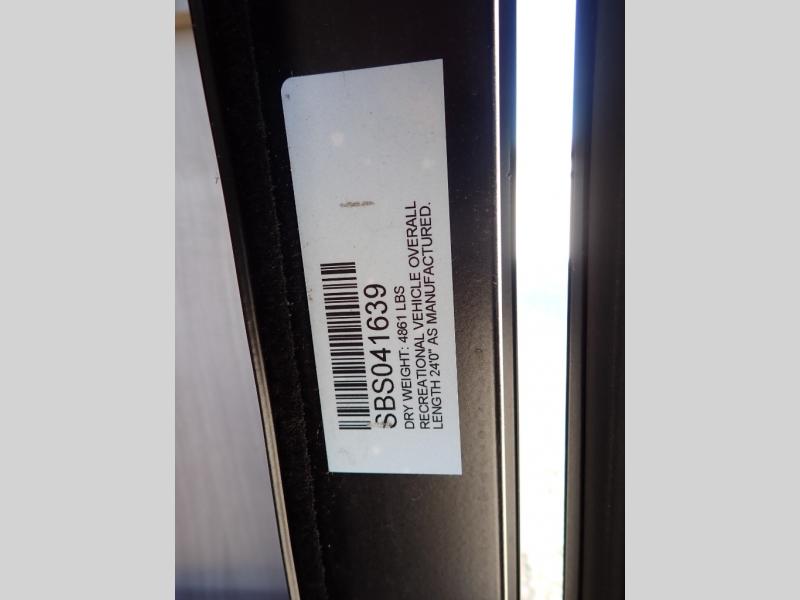 SBS041639
DRY WEIGHT: 4861 LBS
RECREATIONAL VEHICLE OVERALL
LENGTH 24'0" AS MANUFACTURED.